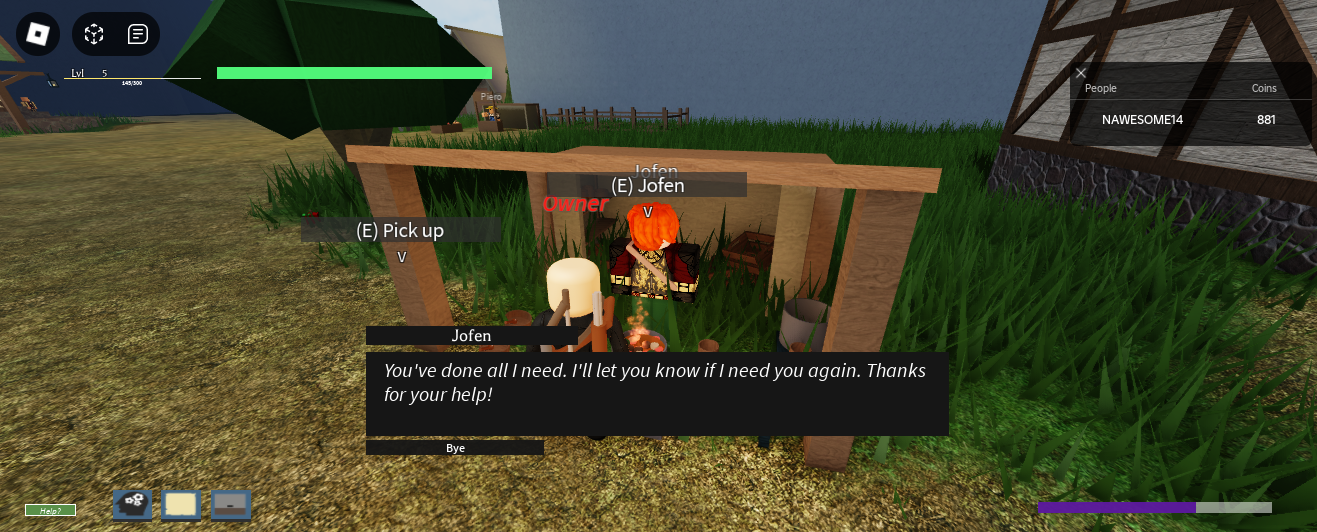 Lvl 5
145/300
People Coins
NAWESOME14 881
Piero
Jofen
(E) Jofen
V
Owner
(E) Pick up
V
Jofen
You've done all I need. I'll let you know if I need you again. Thanks
for your help!
Bye
Help?